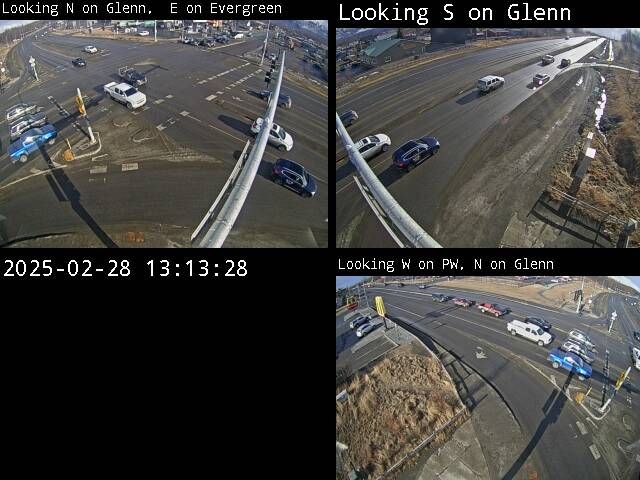 Looking N on Glenn,  E on Evergreen
Looking S on Glenn
2025-02-28 13:13:28
Looking W on PW, N on Glenn